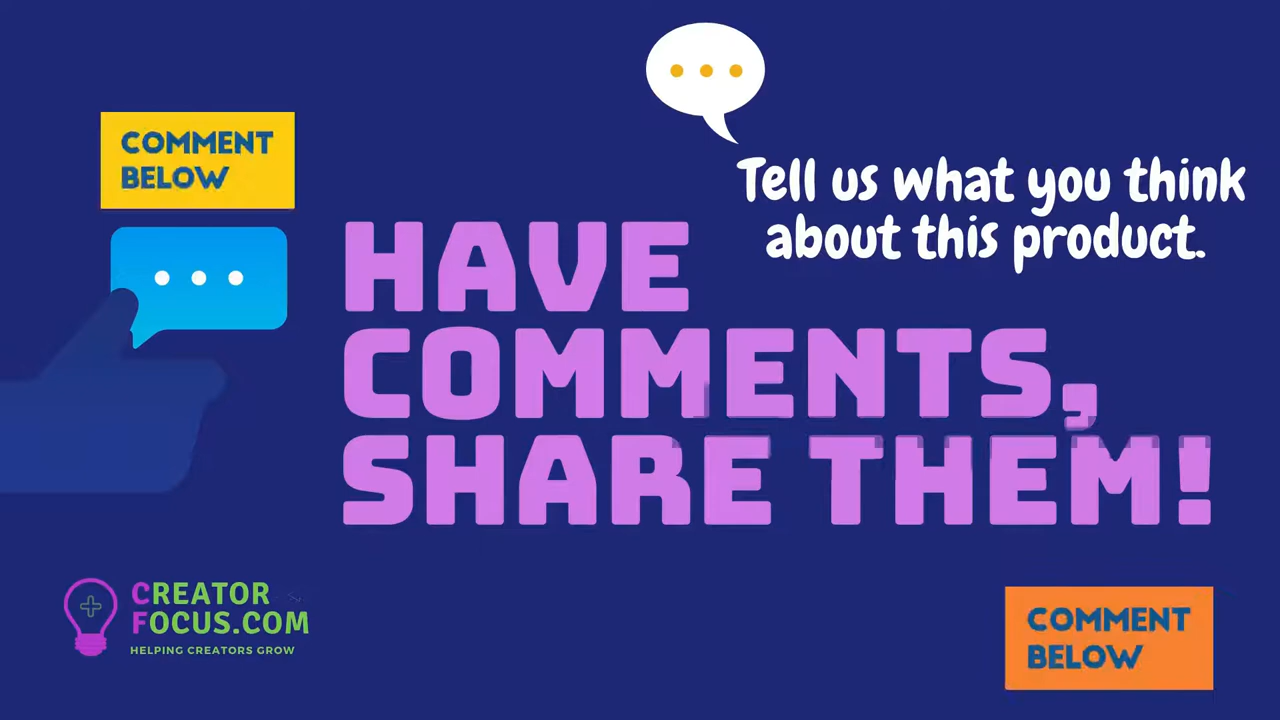 COMMENT
BELOW
Tell us what you think
about this product.
HAVE
COMMENTS,
SHARE THEM!
CREATOR
FOCUS.COM
HELPING CREATORS GROW
COMMENT
BELOW